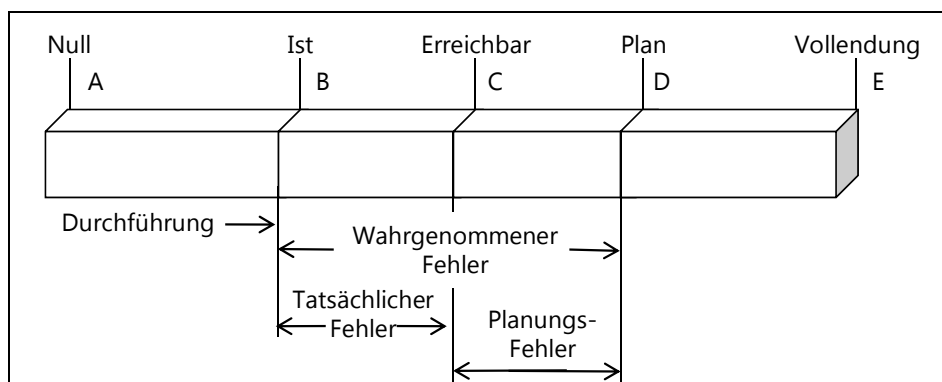 Null Ist Erreichbar Plan Vollendung
A B C D E
Durchführung
Wahrgenommener
Fehler
Tatsächlicher
Fehler
Planungs-
Fehler